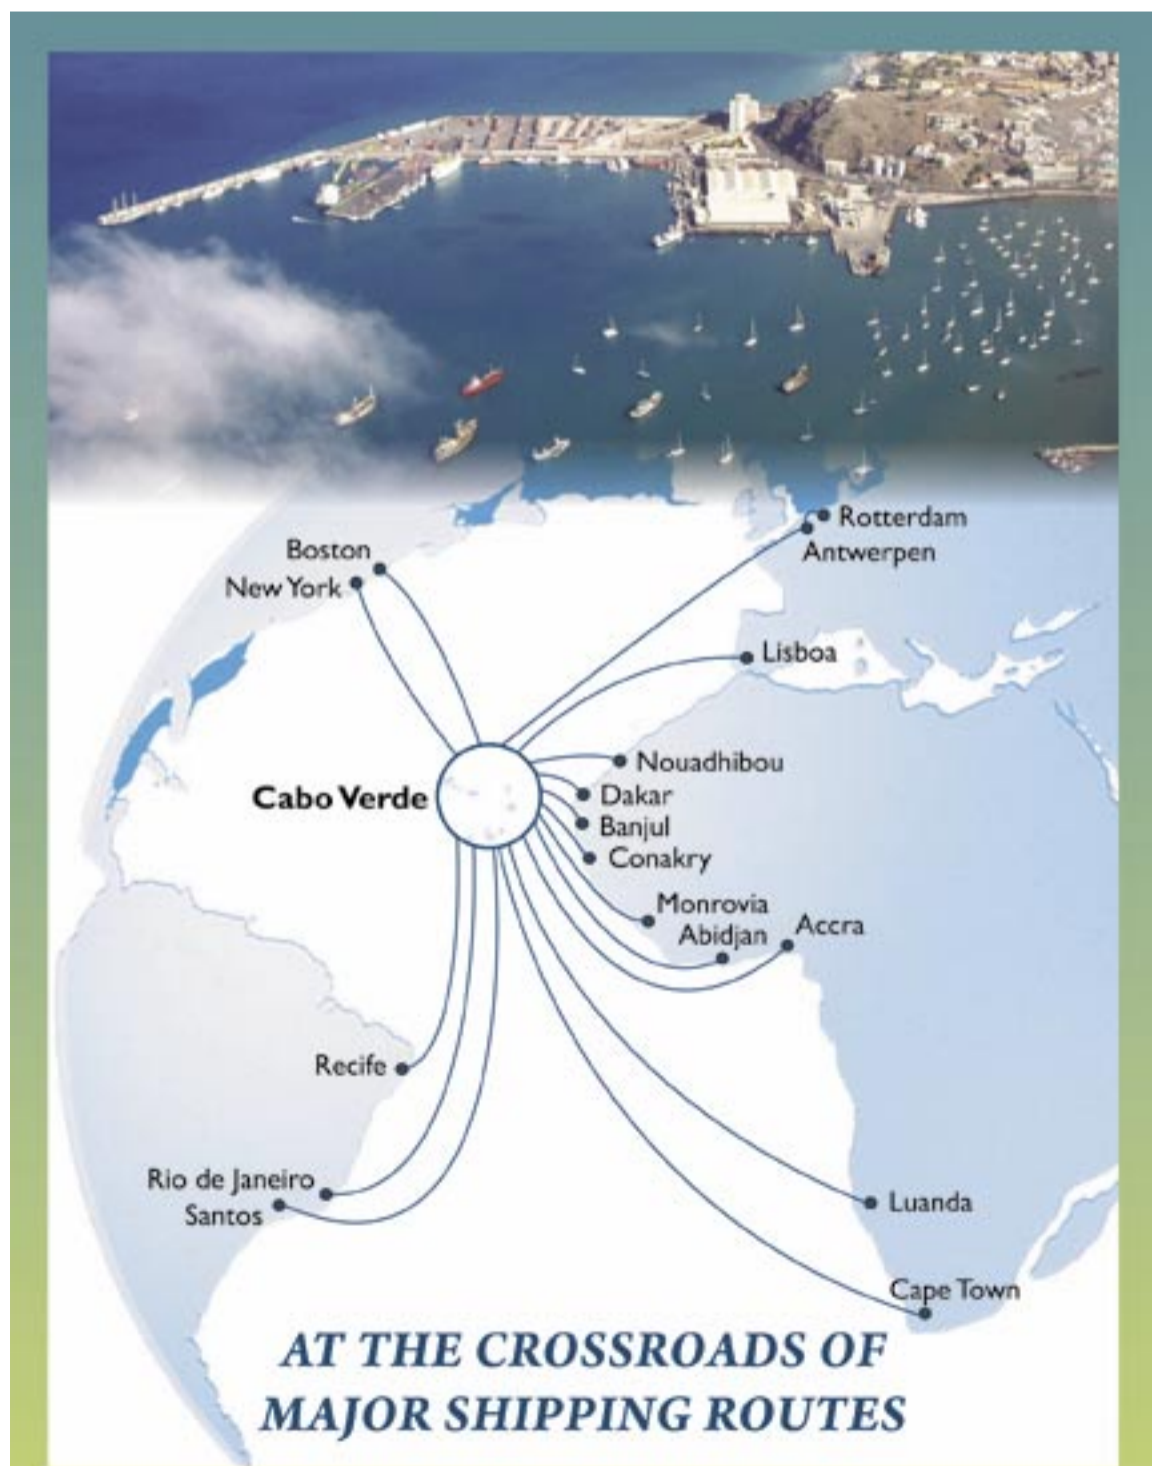 Rotterdam
Antwerpen
Boston
New York
Lisboa
Nouadhibou
Cabo Verde
Dakar
Banjul
Conakry
Monrovia
Abidjan
Accra
Recife
Rio de Janeiro
Santos
Luanda
Cape Town
AT THE CROSSROADS OF
MAJOR SHIPPING ROUTES